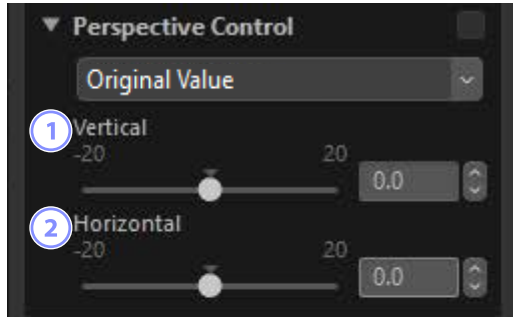 Perspective Control
Original Value
1 Vertical
-20 20
0.0
2 Horizontal
-20 20
0.0